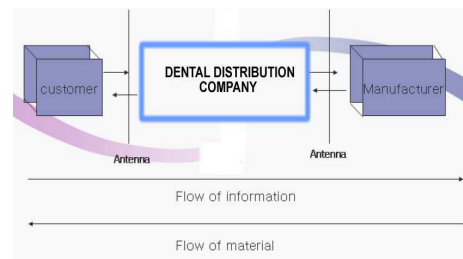 DENTAL DISTRIBUTION
COMPANY
customer
Manufacturer
Antenna
Antenna
Flow of information
Flow of material